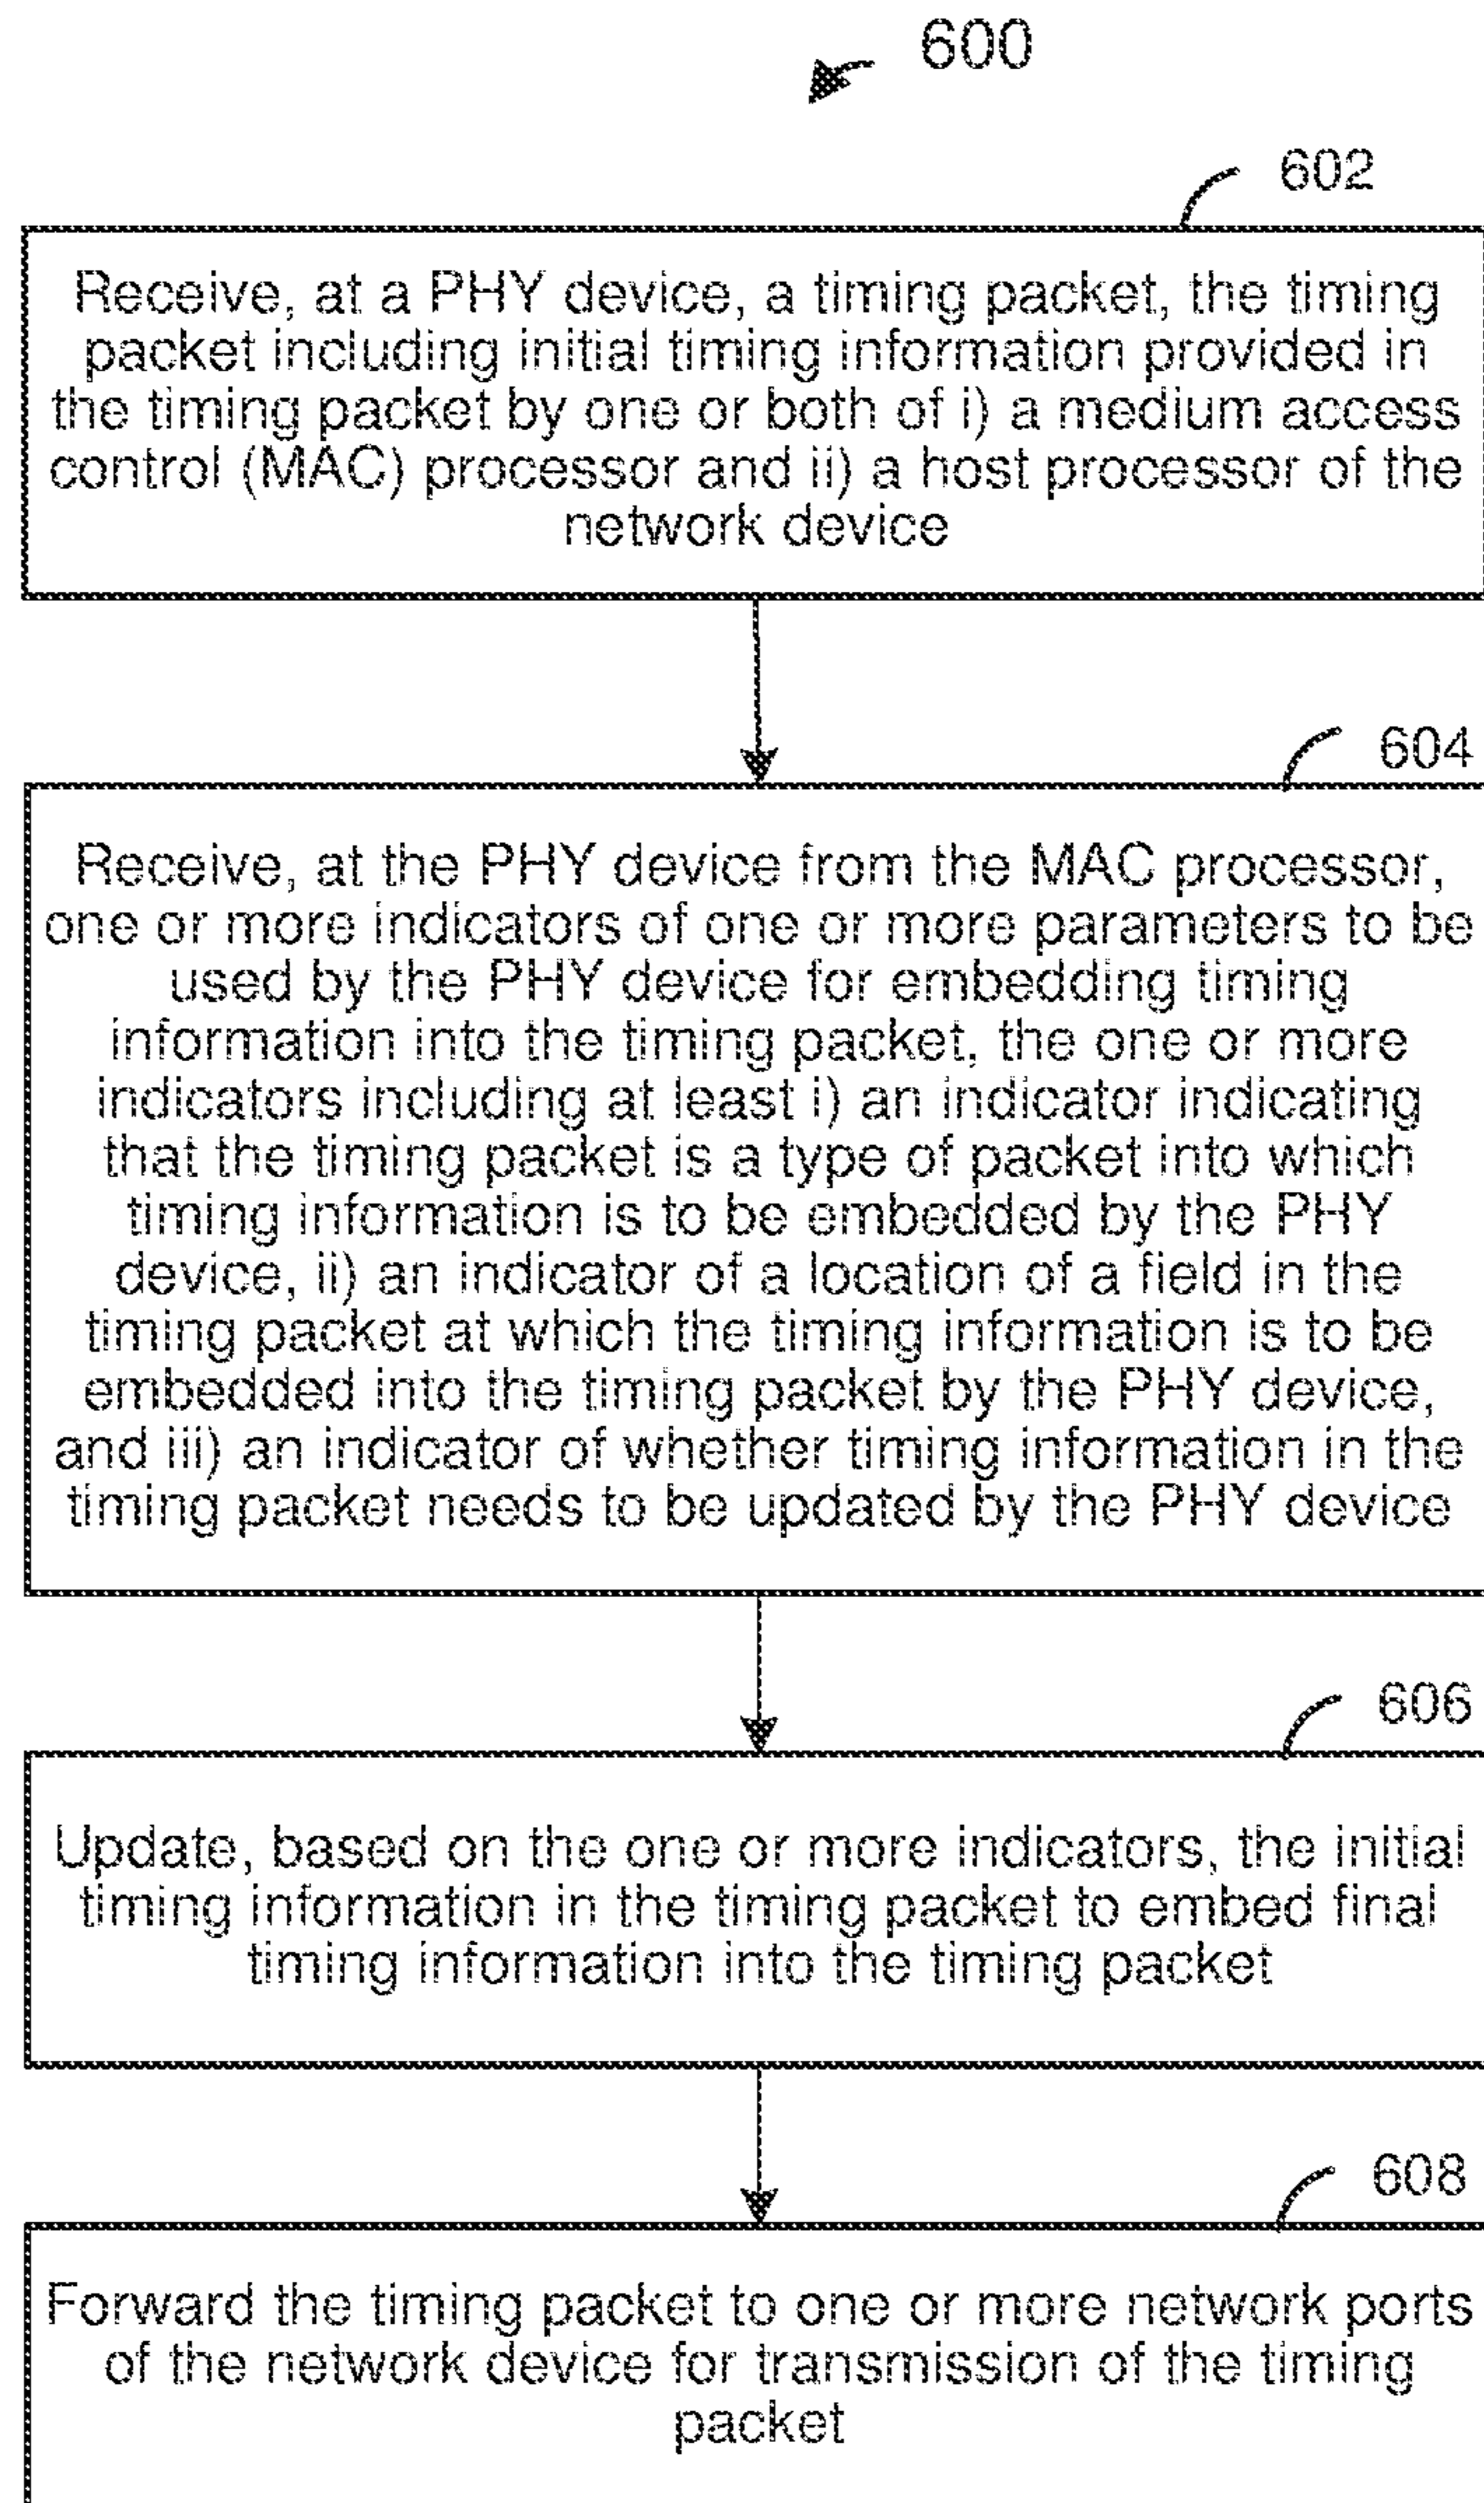 600
602
Receive, at a PHY device, a timing packet, the timing
packet including initial timing information provided in
the timing packet by one or both of i) a medium access
control (MAC) processor and ii) a host processor of the
network device
604
Receive, at the PHY device from the MAC processor,
one or more indicators of one or more parameters to be
used by the PHY device for embedding timing
information into the timing packet, the one or more
indicators including at least i) an indicator indicating
that the timing packet is a type of packet into which
timing information is to be embedded by the PHY
device, ii) an indicator of a location of a field in the
timing packet at which the timing information is to be
embedded into the timing packet by the PHY device,
and iii) an indicator of whether timing information in the
timing packet needs to be updated by the PHY device
606
Update, based on the one or more indicators, the initial
timing information in the timing packet to embed final
timing information into the timing packet
608
Forward the timing packet to one or more network ports
of the network device for transmission of the timing
packet